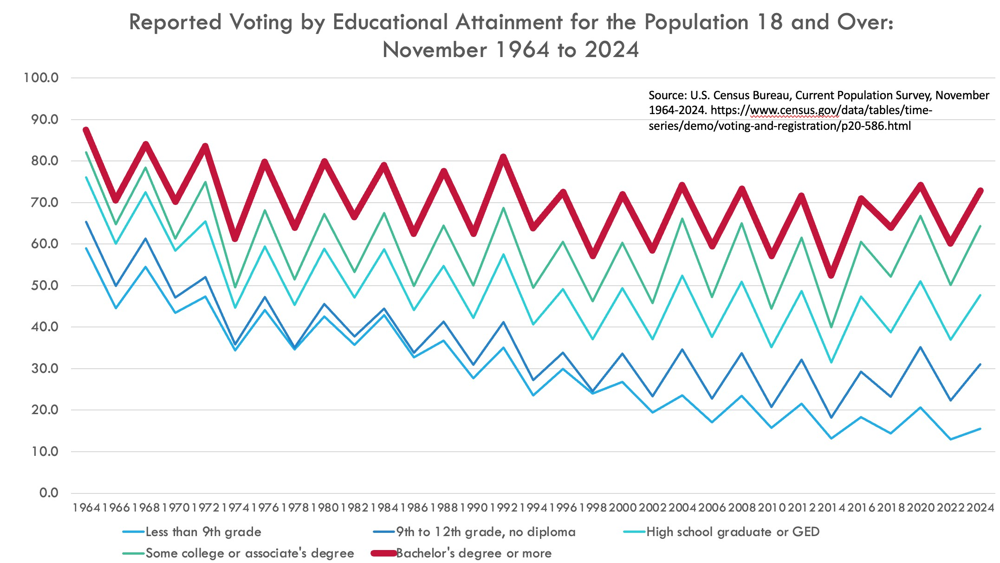 Reported Voting by Educational Attainment for the Population 18 and Over:
November 1964 to 2024
100.0
Source: U.S. Census Bureau, Current Population Survey, November
1964-2024. https://www.census.gov/data/tables/time-
series/demo/voting-and-registration/p20-586.html
90.0
80.0
70.0
60.0
50.0
40.0
30.0
20.0
10.0
0.0
1964 1966 1968 1970 1972 1974 1976 1978 1980 1982 1984 1986 1988 1990 1992 1994 1996 1998 2000 2002 2004 2006 2008 2010 2012 2014 2016 2018 2020 2022 2024
Less than 9th grade 9th to 12th grade, no diploma High school graduate or GED
Some college or associate's degree Bachelor's degree or more